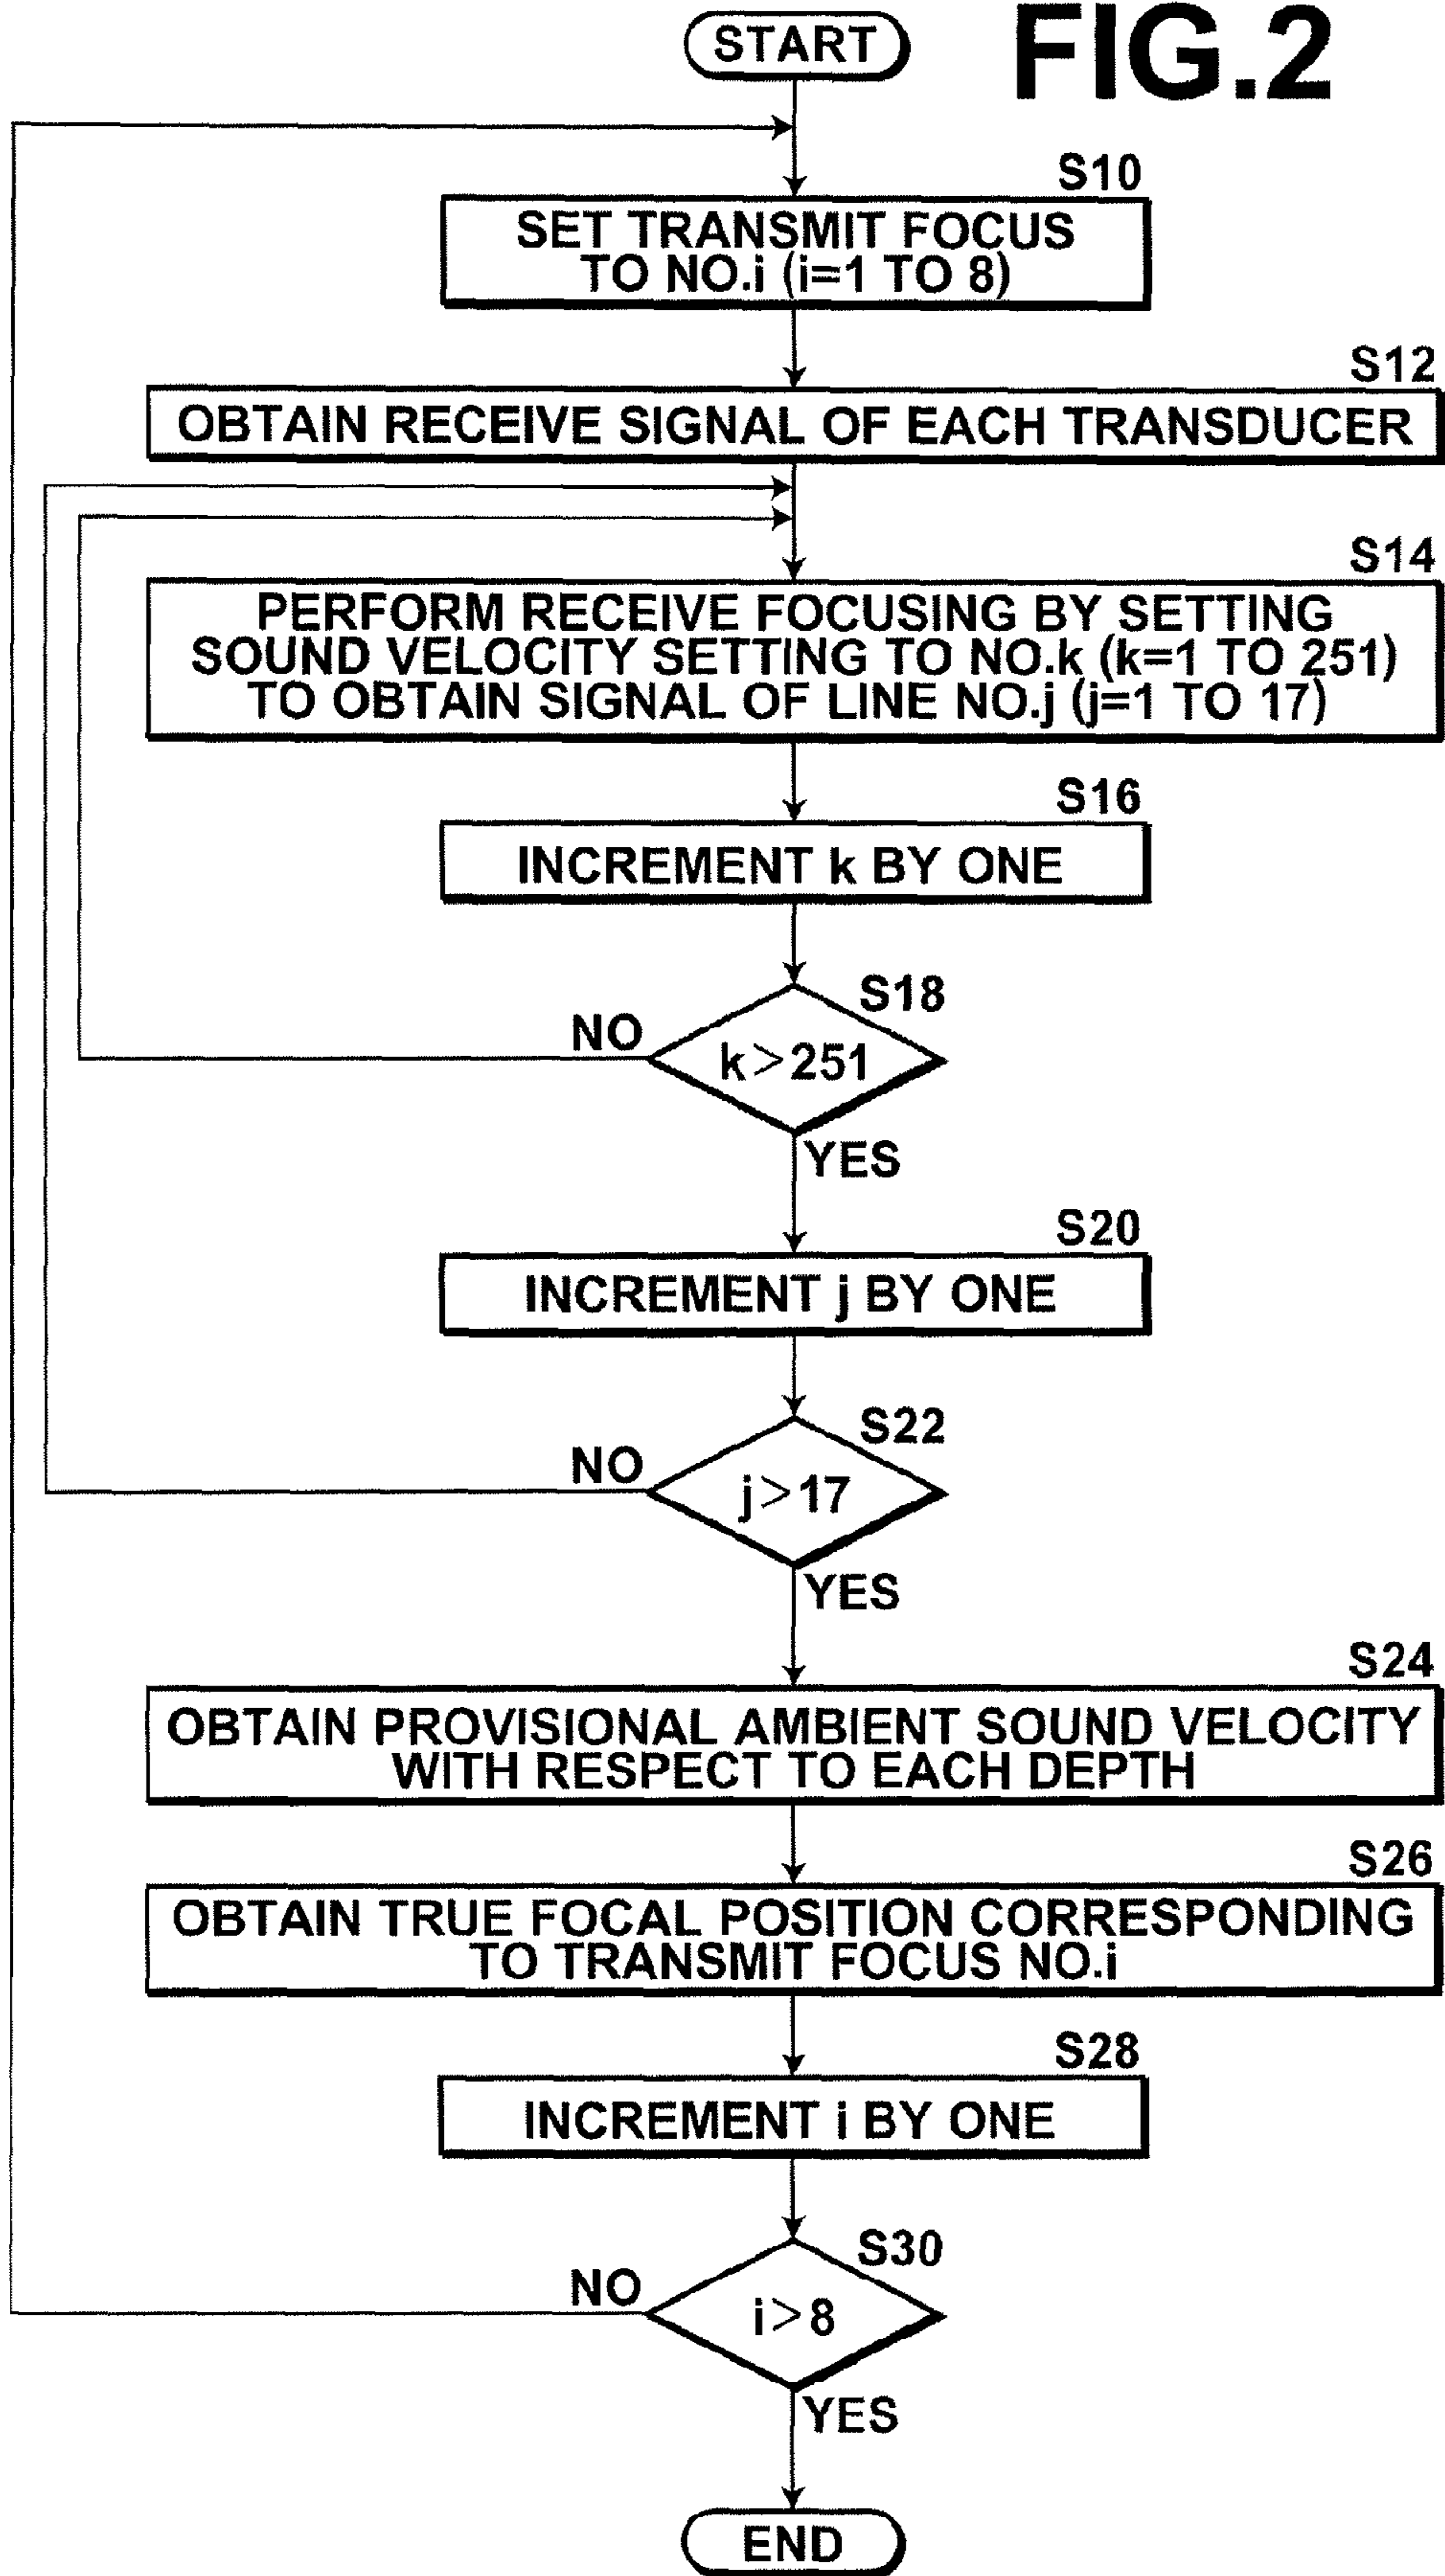 FIG.2
START
S10
SET TRANSMIT FOCUS
TO NO.i (i=1 TO 8)
S12
OBTAIN RECEIVE SIGNAL OF EACH TRANSDUCER
S14
PERFORM RECEIVE FOCUSING BY SETTING
SOUND VELOCITY SETTING TO NO.k (k=1 TO 251)
TO OBTAIN SIGNAL OF LINE NO.j (j=1 TO 17)
S16
INCREMENT k BY ONE
S18
NO
k>251
YES
S20
INCREMENT j BY ONE
S22
NO
j>17
YES
S24
OBTAIN PROVISIONAL AMBIENT SOUND VELOCITY
WITH RESPECT TO EACH DEPTH
S26
OBTAIN TRUE FOCAL POSITION CORRESPONDING
TO TRANSMIT FOCUS NO.i
S28
INCREMENT i BY ONE
S30
NO
i>8
YES
END